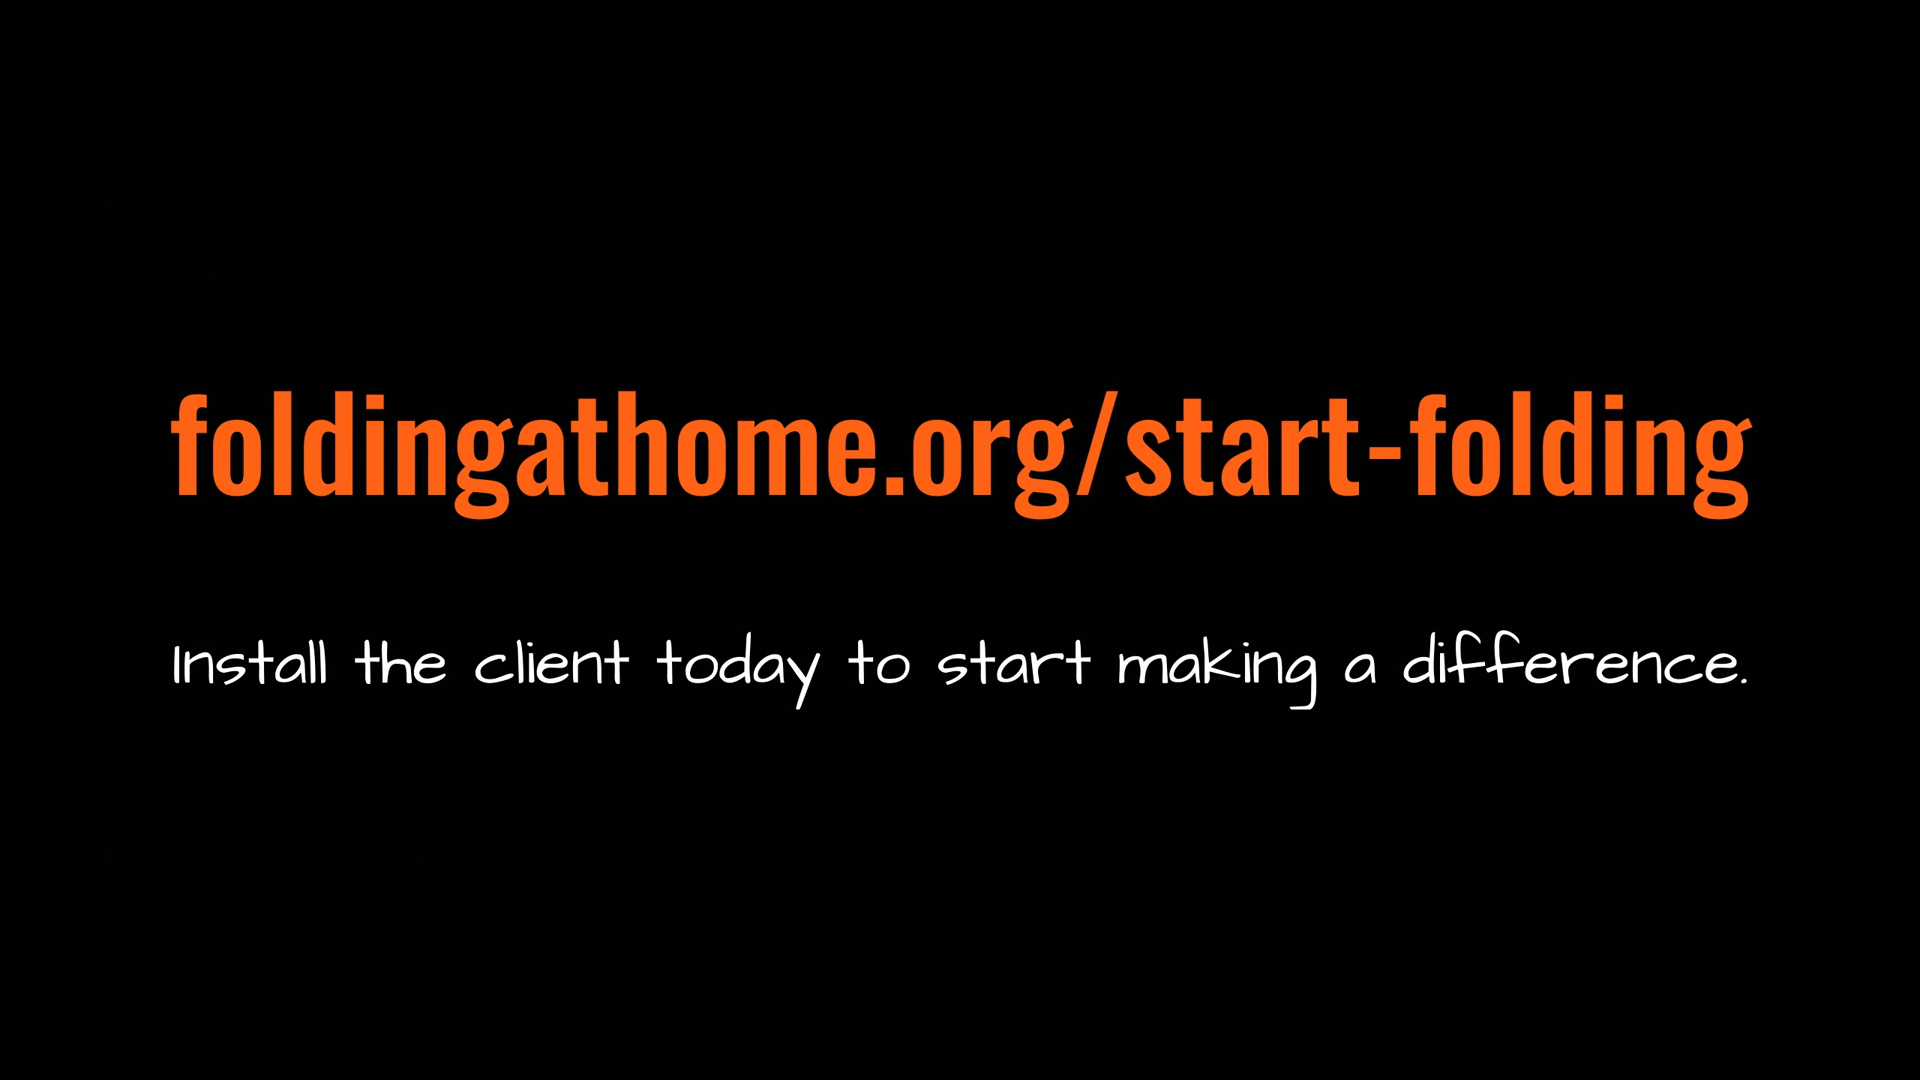 foldingathome.org/start-folding
Install the client today to start making a difference.